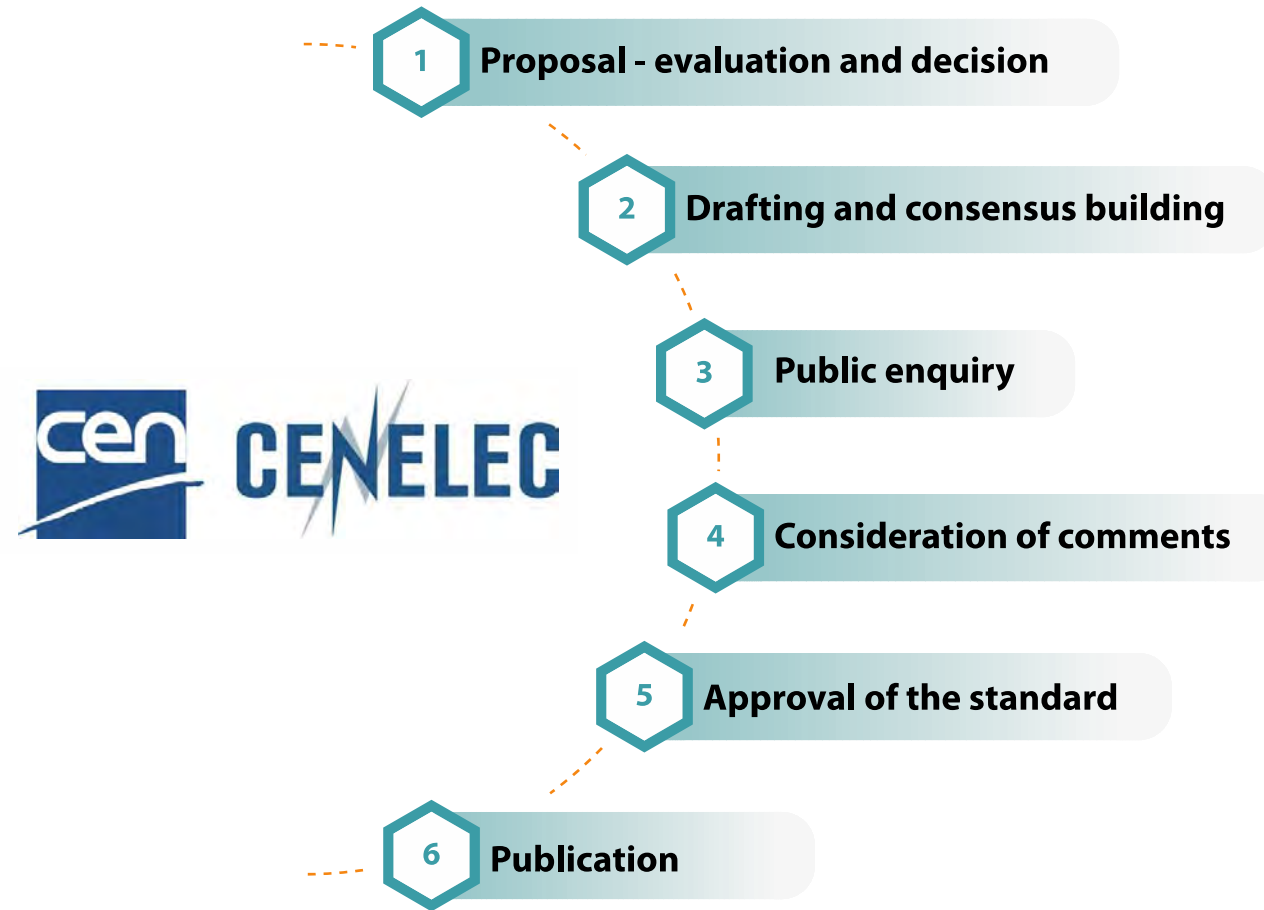 1 Proposal - evaluation and decision
2 Drafting and consensus building
3 Public enquiry
cen CENELEC
4 Consideration of comments
5 Approval of the standard
6 Publication